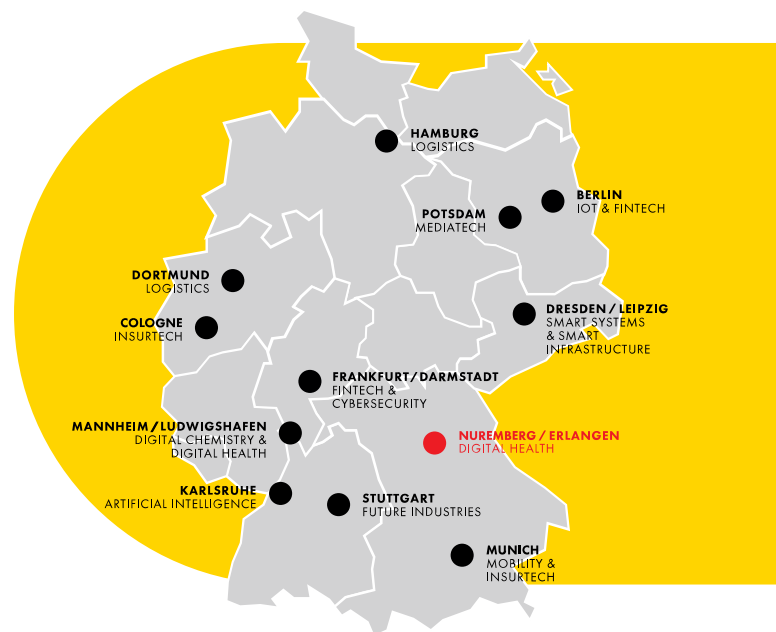 HAMBURG
LOGISTICS
BERLIN
IOT & FINTECH
POTSDAM
MEDIATECH
DORTMUND
LOGISTICS
COLOGNE
INSURTECH
DRESDEN / LEIPZIG
SMART SYSTEMS
& SMART
INFRASTRUCTURE
FRANKFURT/DARMSTADT
FINTECH &
CYBERSECURITY
MANNHEIM/LUDWIGSHAFEN
DIGITAL CHEMISTRY &
DIGITAL HEALTH
NUREMBERG / ERLANGEN
DIGITAL HEALTH
KARLSRUHE
ARTIFICIAL INTELLIGENCE
STUTTGART
FUTURE INDUSTRIES
MUNICH
MOBILITY &
INSURTECH